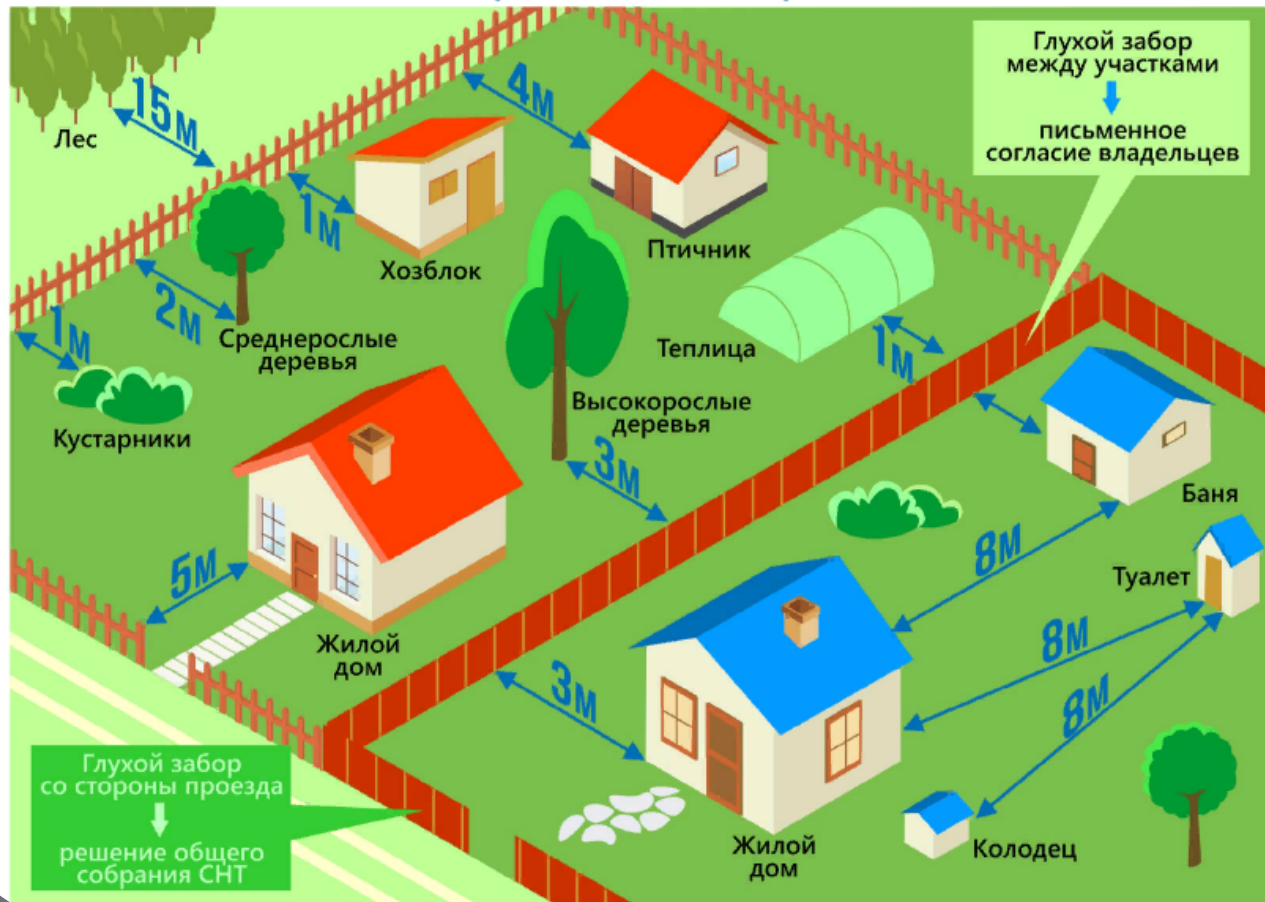 Глухой забор
между участками
письменное
согласие владельцев
15м
Лес
4м
1м
Хозблок
Птичник
2м
Среднерослые
деревья
1м
Кустарники
Теплица
1м
Высокорослые
деревья
3м
Баня
8м
Туалет
5м
Жилой
дом
8м
8м
3м
Глухой забор
со стороны проезда
решение общего
собрания СНТ
Жилой
дом
Колодец